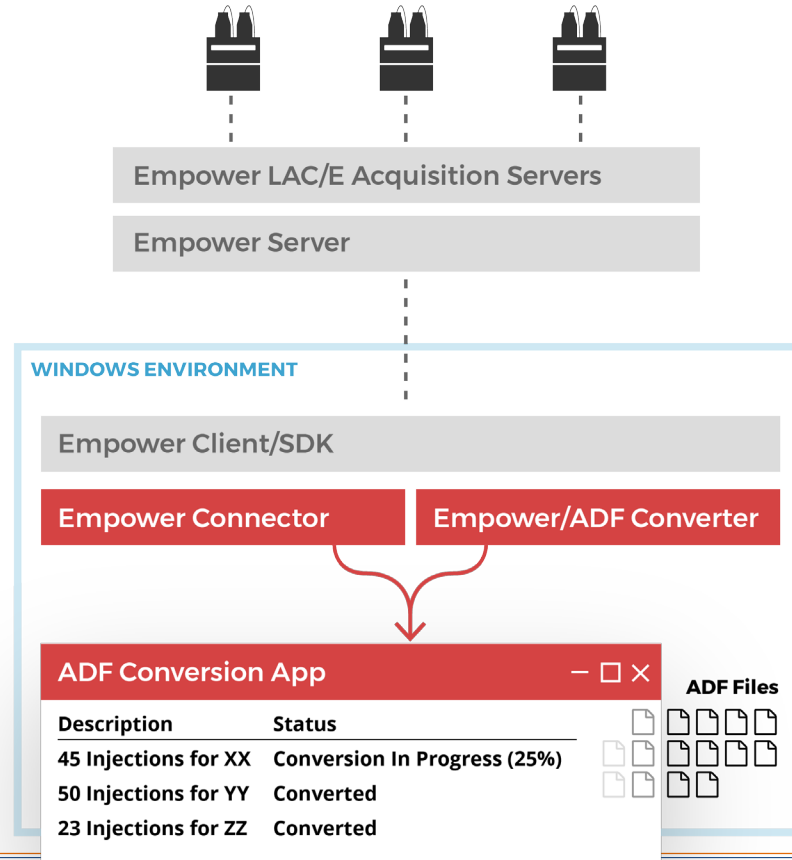 Empower LAC/E Acquisition Servers
Empower Server
WINDOWS ENVIRONMENT
Empower Client/SDK
Empower Connector
Empower/ADF Converter
ADF Conversion App
ADF Files
Description Status
45 Injections for XX Conversion In Progress (25%)
50 Injections for YY Converted
23 Injections for ZZ Converted